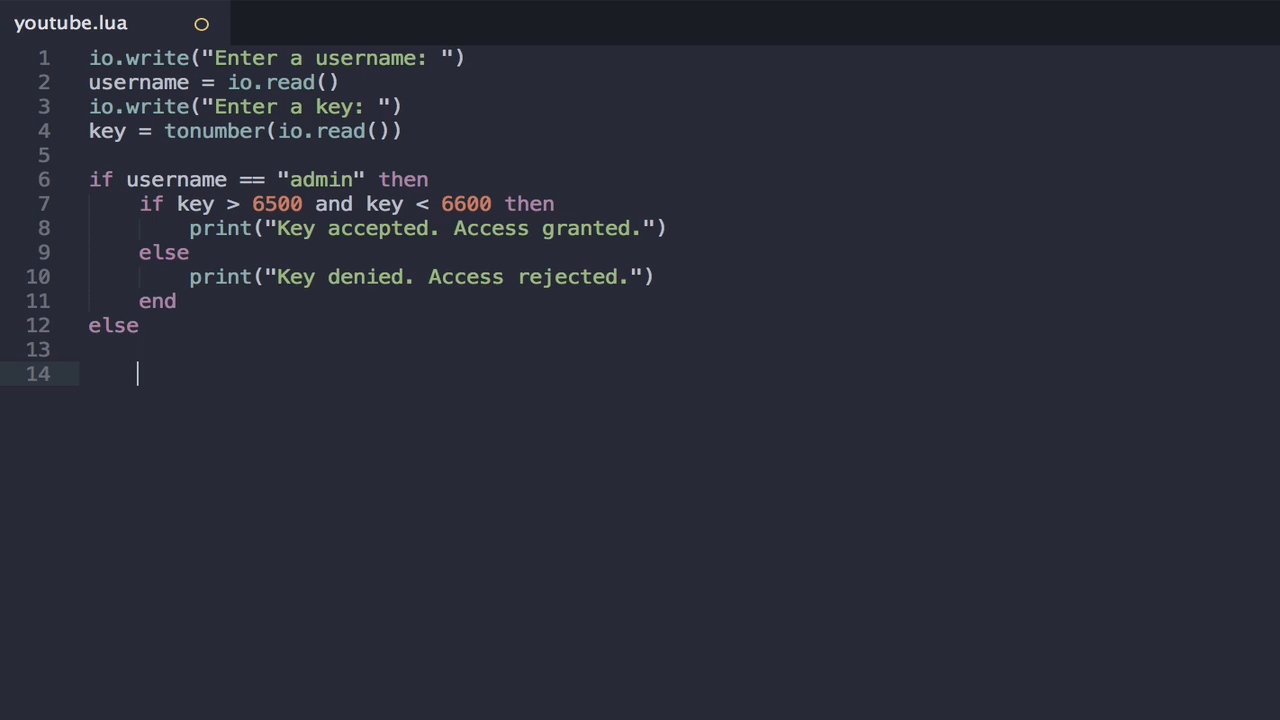 youtube.lua
1 io.write("Enter a username: ")
2 username = io.read()
3 io.write("Enter a key: ")
4 key = tonumber(io.read())
5
6 if username == "admin" then
7     if key > 6500 and key < 6600 then
8         print("Key accepted. Access granted.")
9     else
10         print("Key denied. Access rejected.")
11     end
12 else
13
14